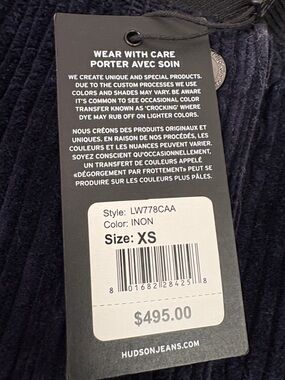 WEAR WITH CARE
PORTER AVEC SOIN
WE CREATE UNIQUE AND SPECIAL PRODUCTS.
DUE TO THE CUSTOM PROCESSES WE USE
COLORS AND SHADES MAY VARY. BE AWARE
IT'S COMMON TO SEE OCCASIONAL COLOR
TRANSFER KNOWN AS 'CROCKING' WHERE
DYE MAY RUB OFF ON LIGHTER COLORS.
NOUS CRÉONS DES PRODUITS ORIGINAUX ET
UNIQUES. EN RAISON DE NOS PROCÉDÉS, LES
COULEURS ET LES NUANCES PEUVENT VARIER.
SOYEZ CONSCIENT QU'OCCASIONNELLEMENT,
UN TRANSFERT DE COULEURS APPELÉ
«DÉGORGEMENT PAR FROTTEMENT» PEUT SE
PRODUIRE SUR LES COULEURS PLUS PÂLES.
Style: LW778CAA
Color: INON
Size: XS
8 01682 28425 8
$495.00
HUDSONJEANS.COM